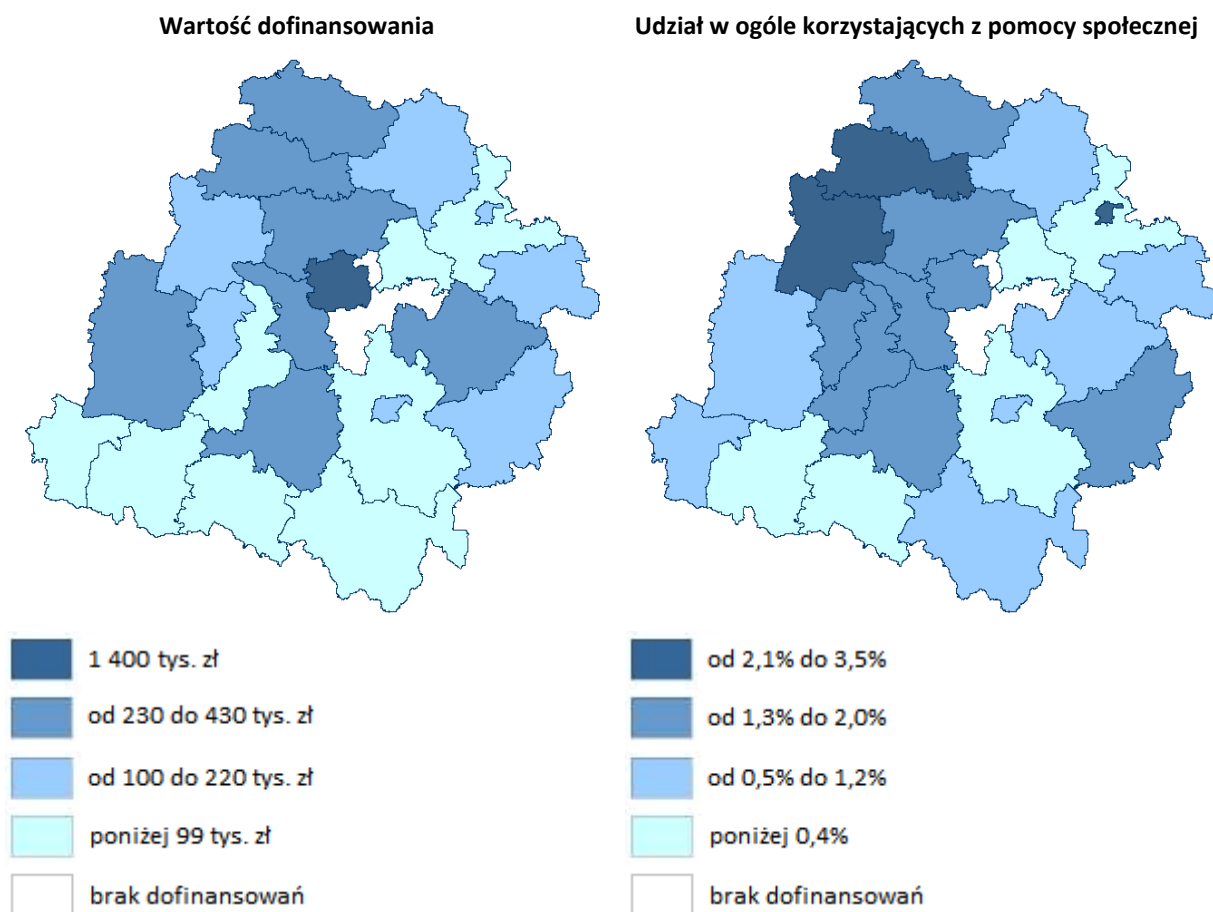 Wartość dofinansowania
Udział w ogóle korzystających z pomocy społecznej
1 400 tys. zł
od 230 do 430 tys. zł
od 100 do 220 tys. zł
poniżej 99 tys. zł
brak dofinansowań
od 2,1% do 3,5%
od 1,3% do 2,0%
od 0,5% do 1,2%
poniżej 0,4%
brak dofinansowań